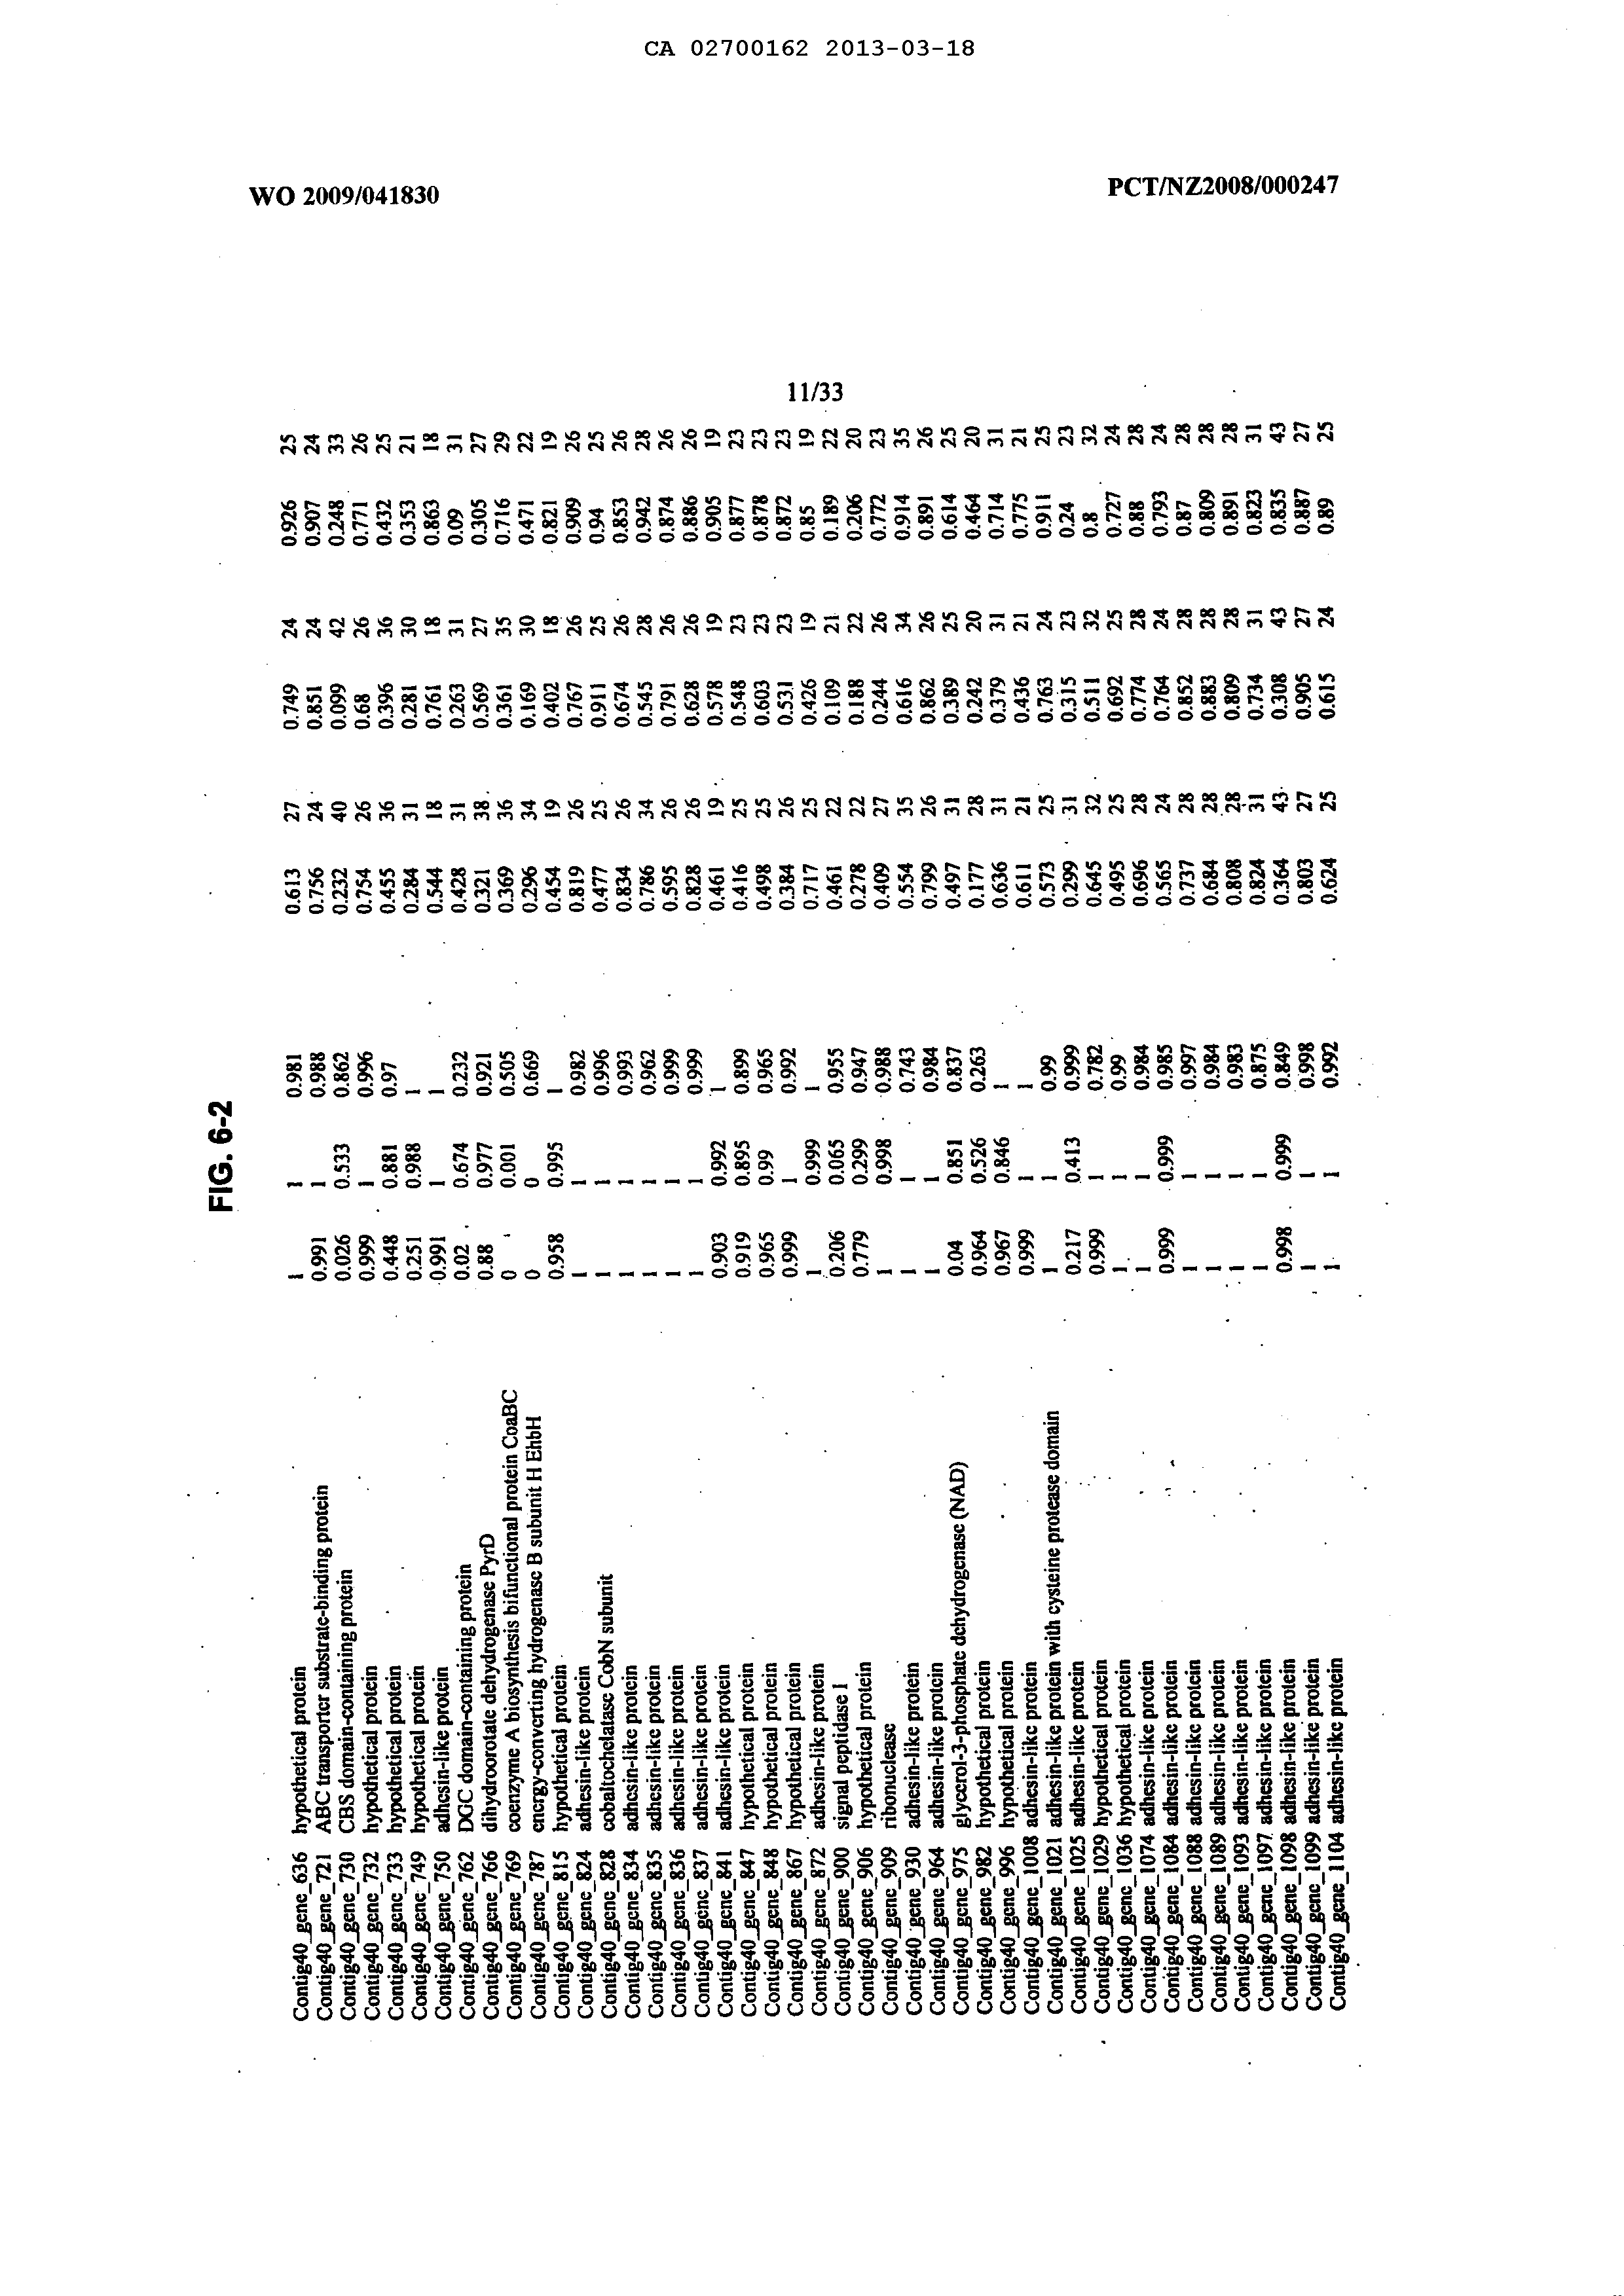 CA 02700162 2013-03-18
WO 2009/041830
PCT/NZ2008/000247
11/33
FIG. 6-2
Contig40_gene_636 hypothetical protein 1 1 0.981 0.613 27 0.749 24 0.926 25
Contig40_gene_721 ABC transporter substrate-binding protein 0.991 1 0.988 0.756 24 0.851 24 0.907 24
Contig40_gene_730 CBS domain-containing protein 0.026 0.533 0.862 0.232 40 0.099 42 0.248 33
Contig40_gene_732 hypothetical protein 0.999 1 0.996 0.754 26 0.68 26 0.771 26
Contig40_gene_733 hypothetical protein 0.448 0.881 0.97 0.455 36 0.396 36 0.432 25
Contig40_gene_749 hypothetical protein 0.251 0.988 1 0.284 31 0.281 30 0.353 21
Contig40_gene_750 adhesin-like protein 0.991 1 1 0.544 18 0.761 18 0.863 18
Contig40_gene_762 DGC domain-containing protein 0.02 0.674 0.232 0.428 31 0.263 31 0.09 31
Contig40_gene_766 dihydroorotate dehydrogenase PyrD 0.88 0.977 0.921 0.321 38 0.569 27 0.305 27
Contig40_gene_769 coenzyme A biosynthesis bifunctional protein CoaBC 0 0.001 0.505 0.369 36 0.361 35 0.716 29
Contig40_gene_787 energy-converting hydrogenase B subunit H EhbH 0 0 0.669 0.296 34 0.169 30 0.471 22
Contig40_gene_815 hypothetical protein 0.958 0.995 1 0.454 19 0.402 18 0.821 19
Contig40_gene_824 adhesin-like protein 1 1 0.982 0.819 26 0.767 26 0.909 26
Contig40_gene_828 cobaltochelatase CobN subunit 1 1 0.996 0.477 25 0.911 25 0.94 25
Contig40_gene_834 adhesin-like protein 1 1 0.993 0.834 26 0.674 26 0.853 26
Contig40_gene_835 adhesin-like protein 1 1 0.962 0.786 34 0.545 28 0.942 28
Contig40_gene_836 adhesin-like protein 1 1 0.999 0.595 26 0.791 26 0.874 26
Contig40_gene_837 adhesin-like protein 1 1 0.999 0.828 26 0.628 26 0.886 26
Contig40_gene_841 adhesin-like protein 0.903 0.992 1 0.461 19 0.578 19 0.905 19
Contig40_gene_847 hypothetical protein 0.919 0.895 0.899 0.416 25 0.548 23 0.877 23
Contig40_gene_848 hypothetical protein 0.965 0.99 0.965 0.498 25 0.603 23 0.878 23
Contig40_gene_867 hypothetical protein 0.999 1 0.992 0.384 26 0.531 23 0.872 23
Contig40_gene_872 adhesin-like protein 1 0.999 1 0.717 25 0.426 19 0.85 19
Contig40_gene_900 signal peptidase I 0.206 0.065 0.955 0.461 22 0.109 21 0.189 22
Contig40_gene_906 hypothetical protein 0.779 0.299 0.947 0.278 22 0.188 22 0.206 20
Contig40_gene_909 ribonuclease 1 0.998 0.988 0.409 27 0.244 26 0.772 23
Contig40_gene_930 adhesin-like protein 1 1 0.743 0.554 35 0.616 34 0.914 35
Contig40_gene_964 adhesin-like protein 1 1 0.984 0.799 26 0.862 26 0.891 26
Contig40_gene_975 glycerol-3-phosphate dehydrogenase (NAD) 0.04 0.851 0.837 0.497 31 0.389 25 0.614 25
Contig40_gene_982 hypothetical protein 0.964 0.526 0.263 0.177 28 0.242 20 0.464 20
Contig40_gene_996 hypothetical protein 0.967 0.846 1 0.636 31 0.379 31 0.714 31
Contig40_gene_1008 adhesin-like protein 0.999 1 1 0.611 21 0.436 21 0.775 21
Contig40_gene_1021 adhesin-like protein with cysteine protease domain 1 1 0.99 0.573 25 0.763 24 0.911 25
Contig40_gene_1025 adhesin-like protein 0.217 0.413 0.999 0.299 31 0.315 23 0.24 23
Contig40_gene_1029 hypothetical protein 0.999 1 0.782 0.645 32 0.511 32 0.8 32
Contig40_gene_1036 hypothetical protein 1 1 0.99 0.495 25 0.692 25 0.727 24
Contig40_gene_1074 adhesin-like protein 1 1 0.984 0.696 28 0.774 28 0.88 28
Contig40_gene_1084 adhesin-like protein 0.999 0.999 0.985 0.565 24 0.764 24 0.793 24
Contig40_gene_1088 adhesin-like protein 1 1 0.997 0.737 28 0.852 28 0.87 28
Contig40_gene_1089 adhesin-like protein 1 1 0.984 0.684 28 0.883 28 0.809 28
Contig40_gene_1093 adhesin-like protein 1 1 0.983 0.808 28 0.809 28 0.891 28
Contig40_gene_1097 adhesin-like protein 1 1 0.875 0.824 31 0.734 31 0.823 31
Contig40_gene_1098 adhesin-like protein 0.998 0.999 0.849 0.364 43 0.308 43 0.835 43
Contig40_gene_1099 adhesin-like protein 1 1 0.998 0.803 27 0.905 27 0.887 27
Contig40_gene_1104 adhesin-like protein 1 1 0.992 0.624 25 0.615 24 0.89 25